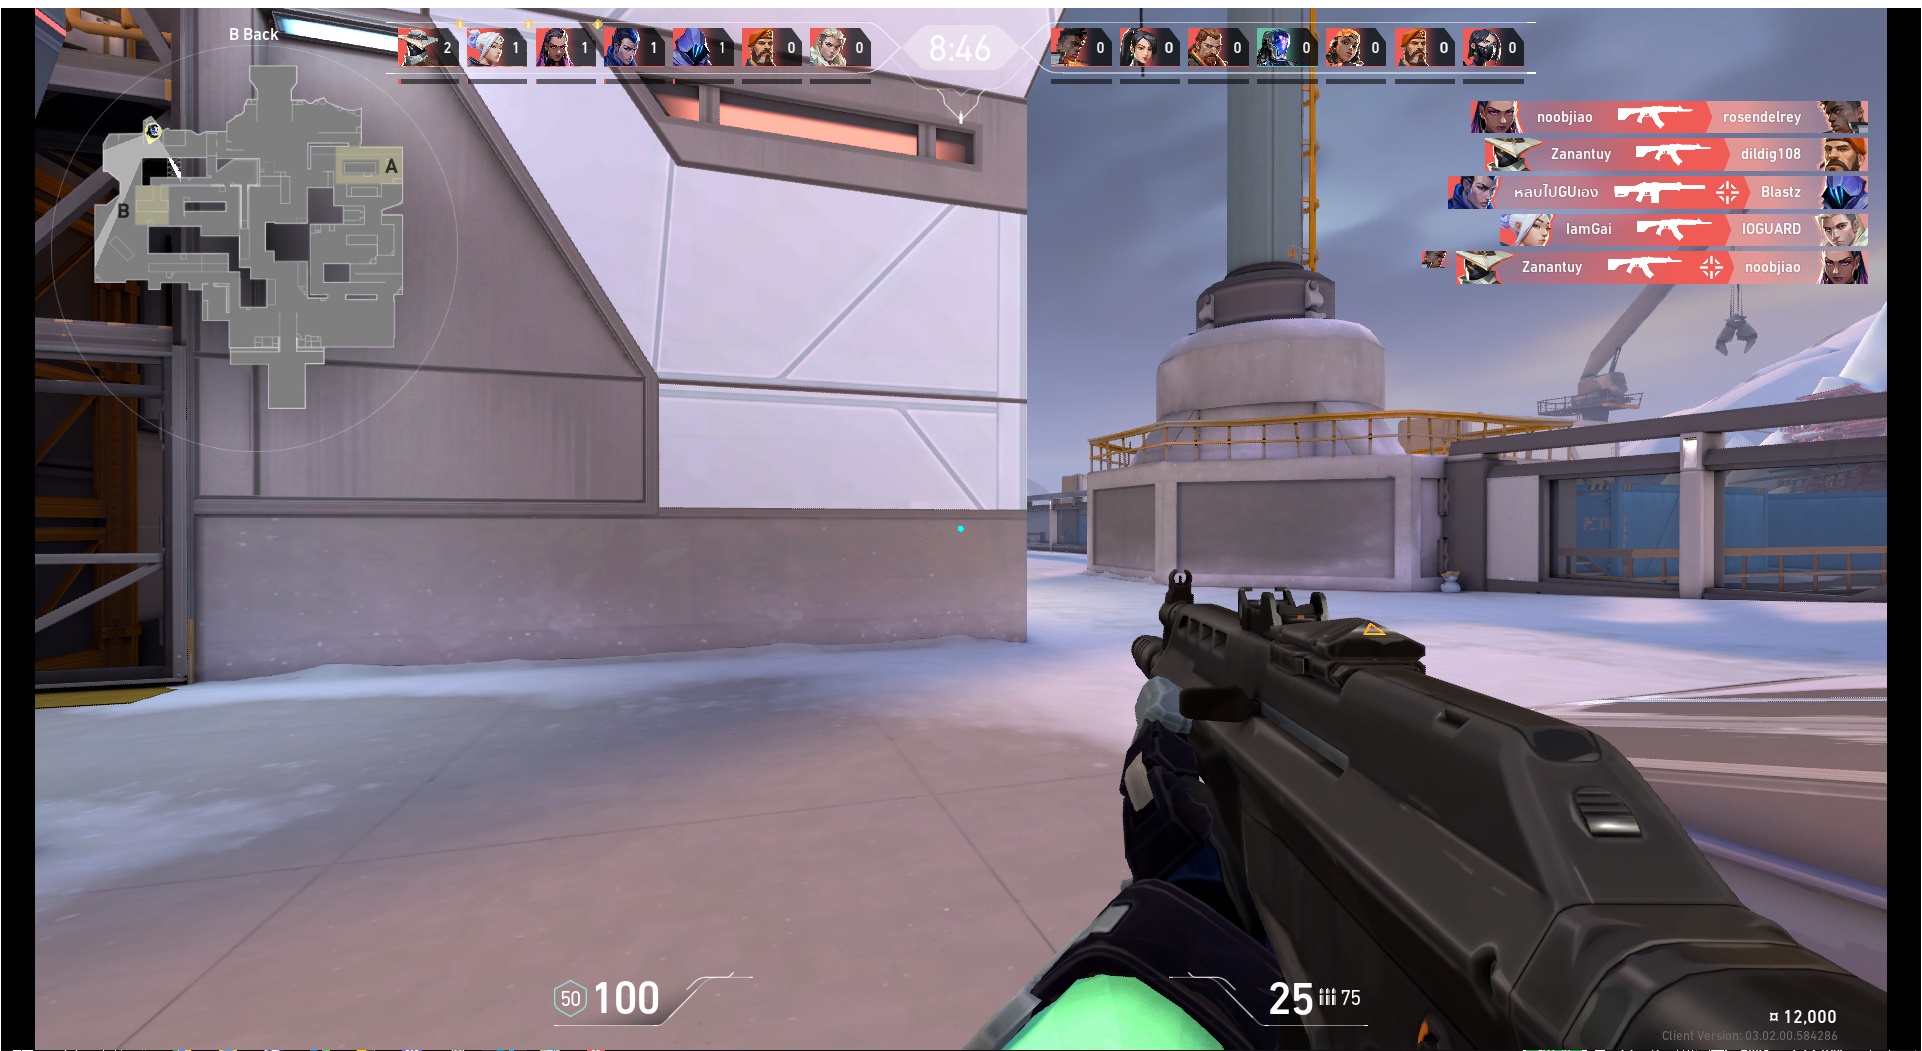 B Back
2
1
1
1
1
0
0
8:46
0
0
0
0
0
0
0
A
B
noobjiao rosendelrey
Zanantuy dildig108
หลบไปGUเอง Blastz
IamGai IOGUARD
Zanantuy noobjiao
50 100
25 75
¤ 12,000
Client Version: 03.02.00.584286